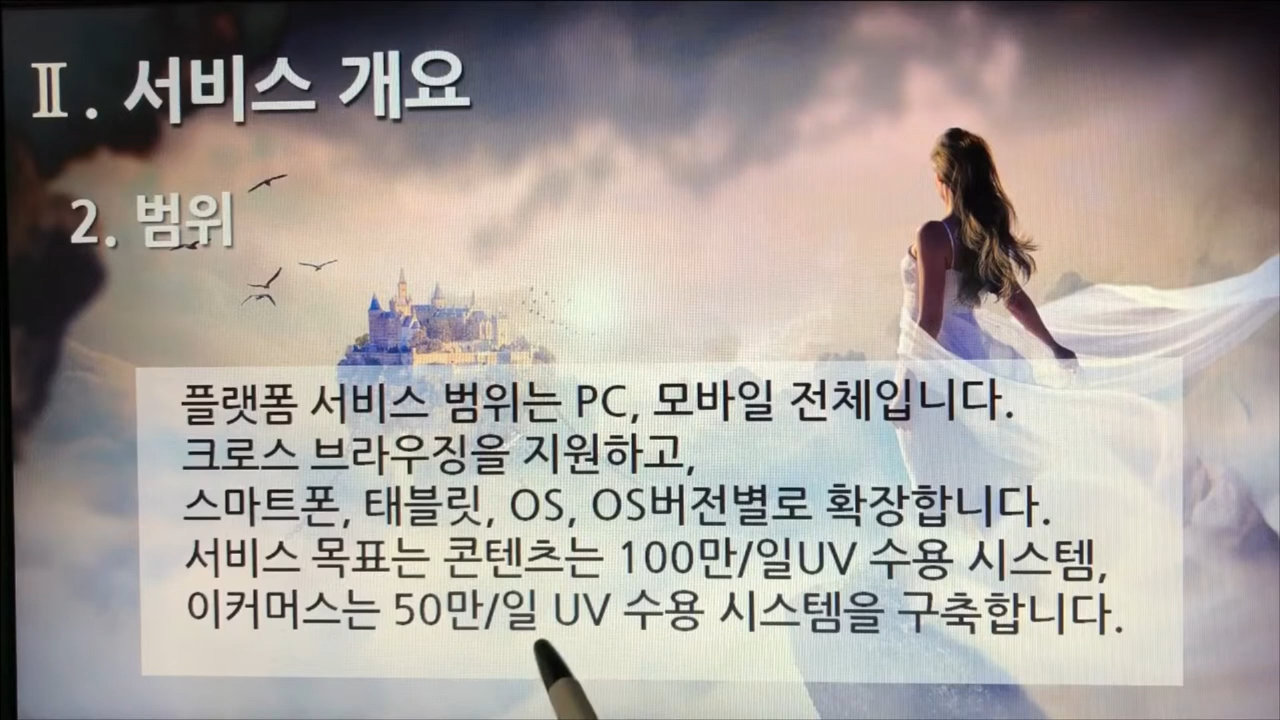 Ⅱ. 서비스 개요
2. 범위
플랫폼 서비스 범위는 PC, 모바일 전체입니다.
크로스 브라우징을 지원하고,
스마트폰, 태블릿, OS, OS버전별로 확장합니다.
서비스 목표는 콘텐츠는 100만/일UV 수용 시스템,
이커머스는 50만/일 UV 수용 시스템을 구축합니다.